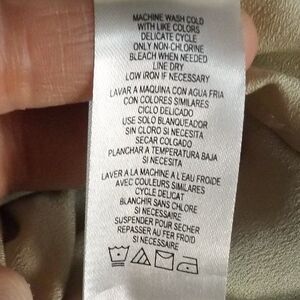 MACHINE WASH COLD
WITH LIKE COLORS
DELICATE CYCLE
ONLY NON-CHLORINE
BLEACH WHEN NEEDED
LINE DRY
LOW IRON IF NECESSARY
LAVAR A MAQUINA CON AGUA FRIA
CON COLORES SIMILARES
CICLO DELICADO
USE SOLO BLANQUEADOR
SIN CLORO SI NECESITA
SECAR COLGADO
PLANCHAR A TEMPERATURA BAJA
SI NECESITA
LAVER A LA MACHINE A L'EAU FROIDE
AVEC COULEURS SIMILAIRES
CYCLE DELICAT
BLANCHIR SANS CHLORE
SI NECESSAIRE
SUSPENDER POUR SECHER
REPASSER AU FER FROID
SI NECESSAIRE